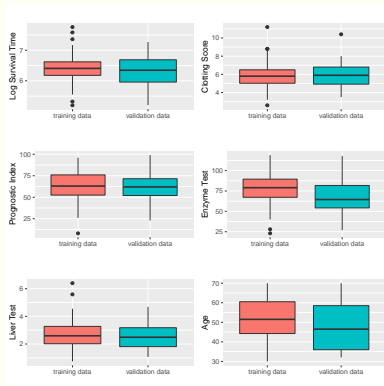 Log Survival Time
7
6
training data
validation data
Clotting Score
10
8
6
4
training data
validation data
Prognostic Index
100
75
50
25
training data
validation data
Enzyme Test
100
75
50
25
training data
validation data
Liver Test
6
4
2
training data
validation data
Age
70
60
50
40
30
training data
validation data